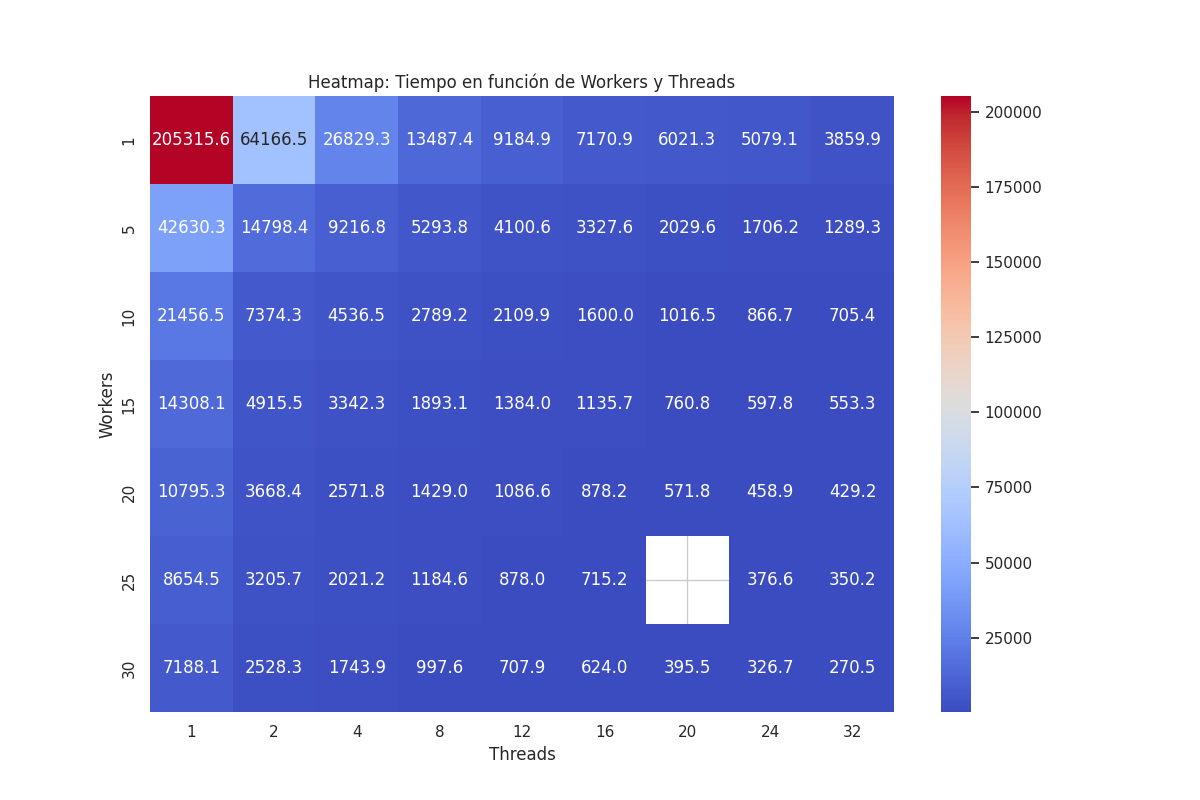 Heatmap: Tiempo en función de Workers y Threads
Workers
1 205315.6 64166.5 26829.3 13487.4 9184.9 7170.9 6021.3 5079.1 3859.9
5 42630.3 14798.4 9216.8 5293.8 4100.6 3327.6 2029.6 1706.2 1289.3
10 21456.5 7374.3 4536.5 2789.2 2109.9 1600.0 1016.5 866.7 705.4
15 14308.1 4915.5 3342.3 1893.1 1384.0 1135.7 760.8 597.8 553.3
20 10795.3 3668.4 2571.8 1429.0 1086.6 878.2 571.8 458.9 429.2
25 8654.5 3205.7 2021.2 1184.6 878.0 715.2 376.6 350.2
30 7188.1 2528.3 1743.9 997.6 707.9 624.0 395.5 326.7 270.5
1 2 4 8 12 16 20 24 32
Threads
200000
175000
150000
125000
100000
75000
50000
25000